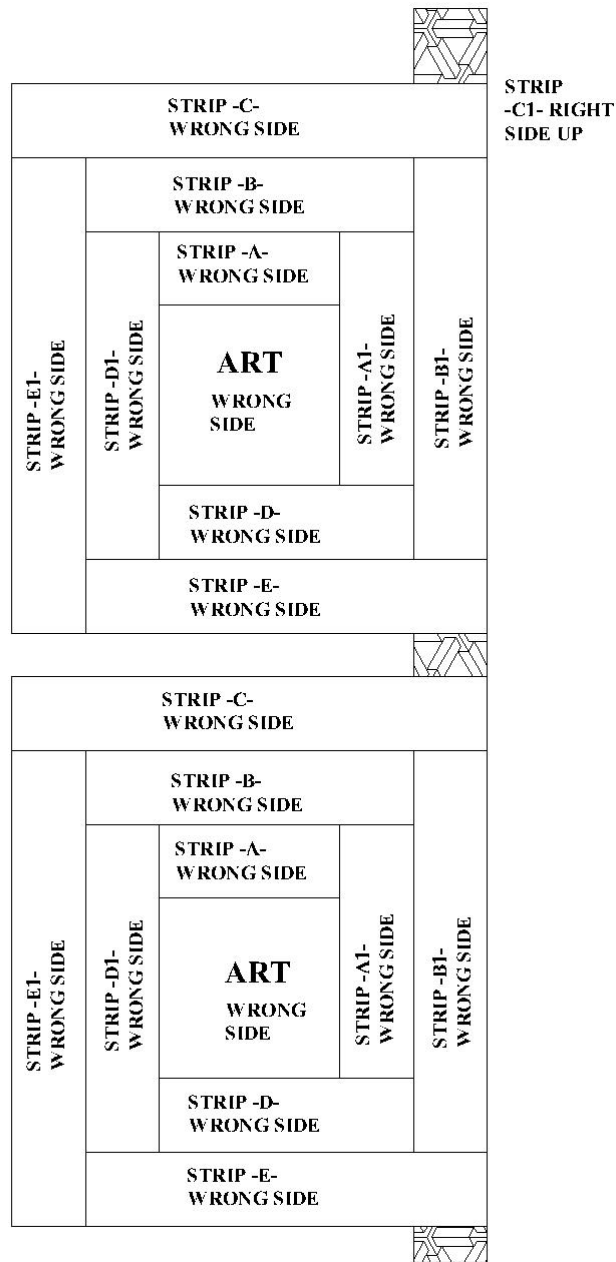 STRIP
-C1- RIGHT
SIDE UP
STRIP -C-
WRONG SIDE
STRIP -B-
WRONG SIDE
STRIP -A-
WRONG SIDE
STRIP -E1-
WRONG SIDE
STRIP -D1-
WRONG SIDE
ART
WRONG
SIDE
STRIP -A1-
WRONG SIDE
STRIP -B1-
WRONG SIDE
STRIP -D-
WRONG SIDE
STRIP -E-
WRONG SIDE
STRIP -C-
WRONG SIDE
STRIP -B-
WRONG SIDE
STRIP -A-
WRONG SIDE
STRIP -E1-
WRONG SIDE
STRIP -D1-
WRONG SIDE
ART
WRONG
SIDE
STRIP -A1-
WRONG SIDE
STRIP -B1-
WRONG SIDE
STRIP -D-
WRONG SIDE
STRIP -E-
WRONG SIDE